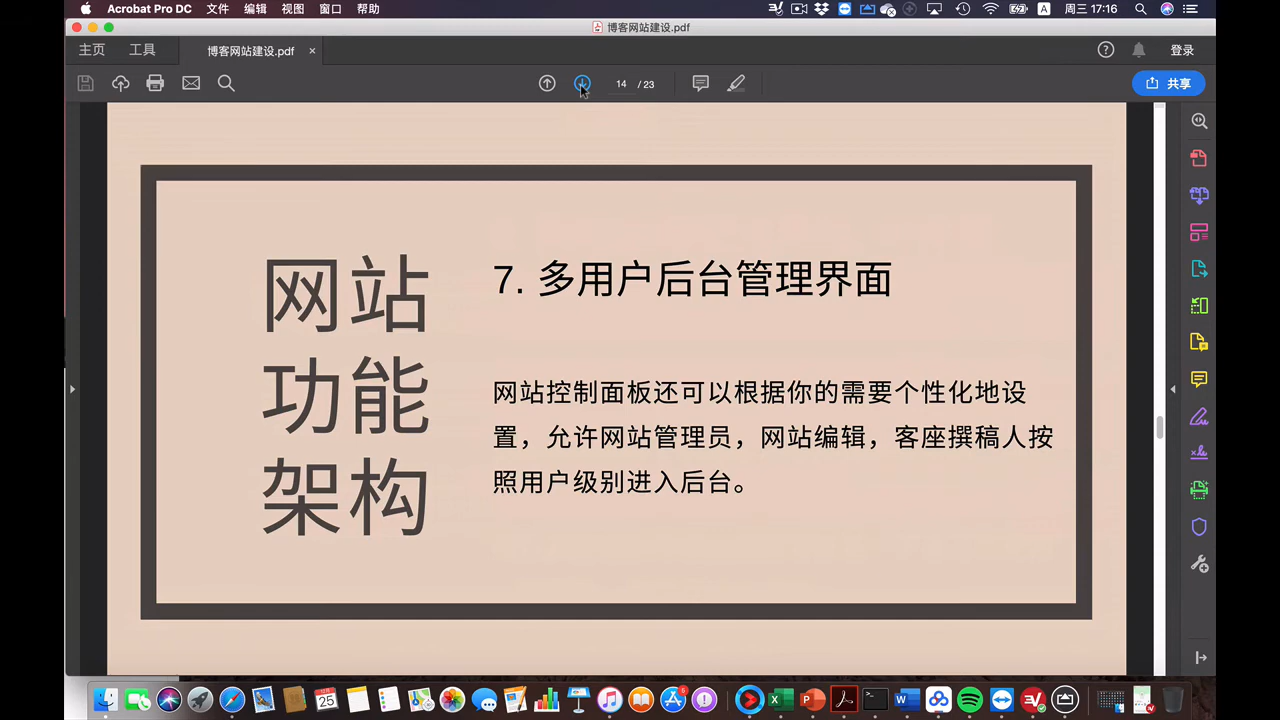 Acrobat Pro DC 文件 编辑 视图 窗口 帮助
A 周三 17:16
博客网站建设.pdf
主页 工具 博客网站建设.pdf × 登录
14 / 23 共享
网站
功能
架构
7. 多用户后台管理界面
网站控制面板还可以根据你的需要个性化地设
置，允许网站管理员，网站编辑，客座撰稿人按
照用户级别进入后台。